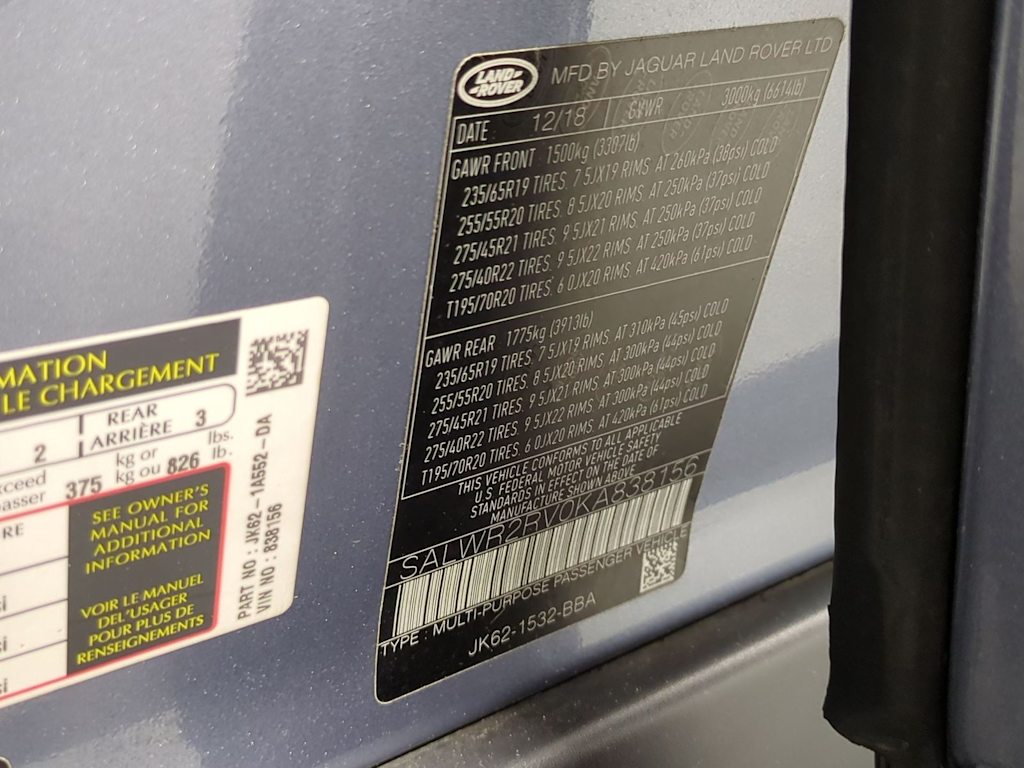 LAND
ROVER
MFD BY JAGUAR LAND ROVER LTD
DATE 12/18 GVWR 3000kg (6614lb)
GAWR FRONT 1500kg (3307lb)
235/65R19 TIRES. 7.5JX19 RIMS. AT 260kPa (38psi) COLD
255/55R20 TIRES. 8.5JX20 RIMS. AT 250kPa (37psi) COLD
275/45R21 TIRES. 9.5JX21 RIMS. AT 250kPa (37psi) COLD
275/40R22 TIRES. 9.5JX22 RIMS. AT 250kPa (37psi) COLD
T195/70R20 TIRES. 6.0JX20 RIMS. AT 420kPa (61psi) COLD
GAWR REAR 1775kg (3913lb)
235/65R19 TIRES. 7.5JX19 RIMS. AT 310kPa (45psi) COLD
255/55R20 TIRES. 8.5JX20 RIMS. AT 300kPa (44psi) COLD
275/45R21 TIRES. 9.5JX21 RIMS. AT 300kPa (44psi) COLD
275/40R22 TIRES. 9.5JX22 RIMS. AT 300kPa (44psi) COLD
T195/70R20 TIRES. 6.0JX20 RIMS. AT 420kPa (61psi) COLD
THIS VEHICLE CONFORMS TO ALL APPLICABLE
U.S. FEDERAL MOTOR VEHICLE SAFETY
STANDARDS IN EFFECT ON THE DATE OF
MANUFACTURE SHOWN ABOVE
SALWR2RV0KA838156
TYPE: MULTI-PURPOSE PASSENGER VEHICLE
JK62-1532-BBA
MATION
LE CHARGEMENT
2 REAR
ARRIÈRE 3
xceed
passer 375 kg or
kg ou 826 lbs.
lb.
RE
SEE OWNER'S
MANUAL FOR
ADDITIONAL
INFORMATION
VOIR LE MANUEL
DEL'USAGER
POUR PLUS DE
RENSEIGNEMENTS
si
si
si
PART NO: JK62-1A552-DA
VIN NO: 838156